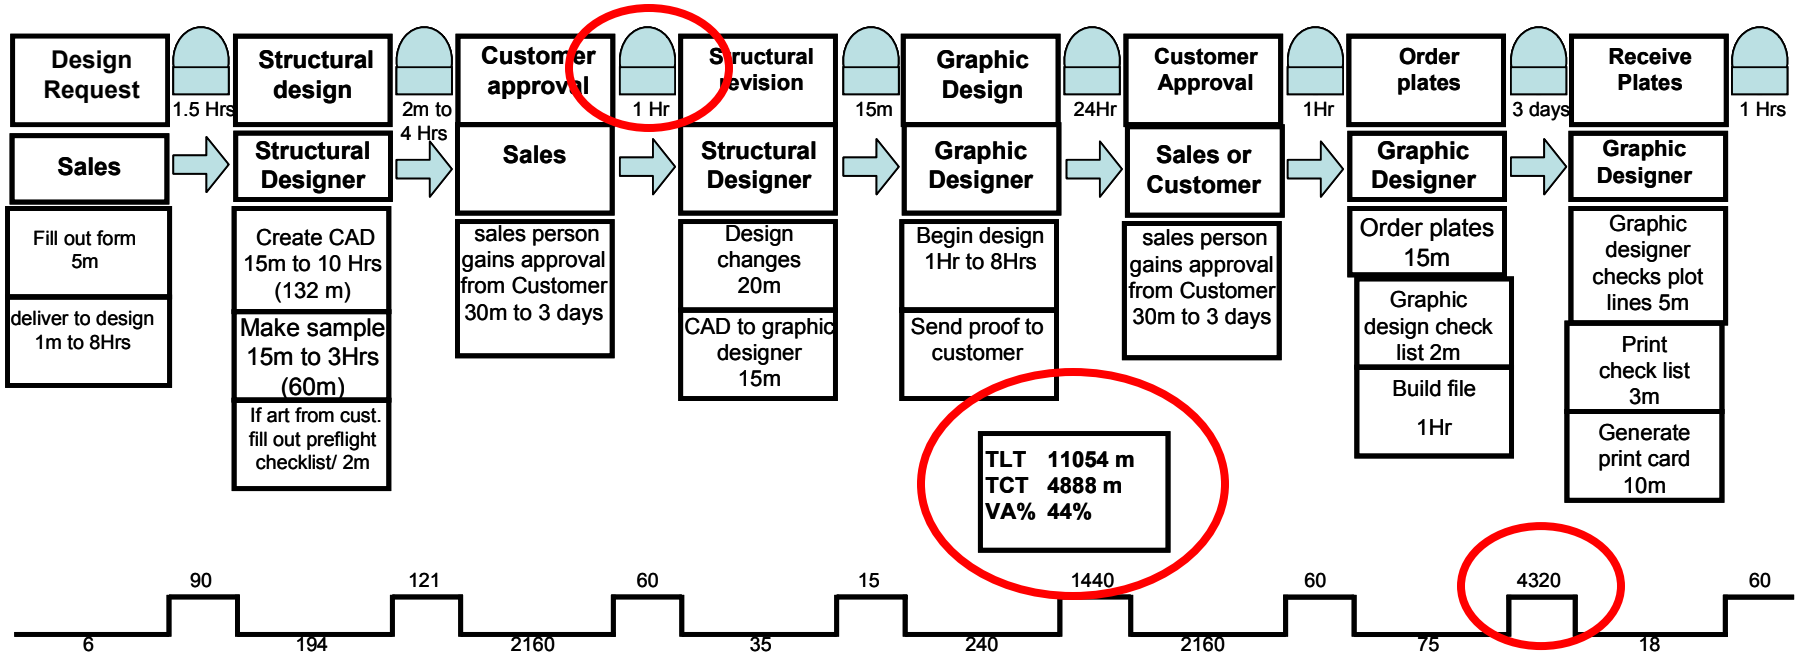 Design
Request
1.5 Hrs
Structural
design
2m to
4 Hrs
Customer
approval
1 Hr
Structural
revision
15m
Graphic
Design
24Hr
Customer
Approval
1Hr
Order
plates
3 days
Receive
Plates
1 Hrs
Sales
Structural
Designer
Sales
Structural
Designer
Graphic
Designer
Sales or
Customer
Graphic
Designer
Graphic
Designer
Fill out form
5m
deliver to design
1m to 8Hrs
Create CAD
15m to 10 Hrs
(132 m)
Make sample
15m to 3Hrs
(60m)
If art from cust.
fill out preflight
checklist/ 2m
sales person
gains approval
from Customer
30m to 3 days
Design
changes
20m
CAD to graphic
designer
15m
Begin design
1Hr to 8Hrs
Send proof to
customer
sales person
gains approval
from Customer
30m to 3 days
Order plates
15m
Graphic
design check
list 2m
Build file
1Hr
Graphic
designer
checks plot
lines 5m
Print
check list
3m
Generate
print card
10m
TLT 11054 m
TCT 4888 m
VA% 44%
90
121
60
15
1440
60
4320
60
6
194
2160
35
240
2160
75
18